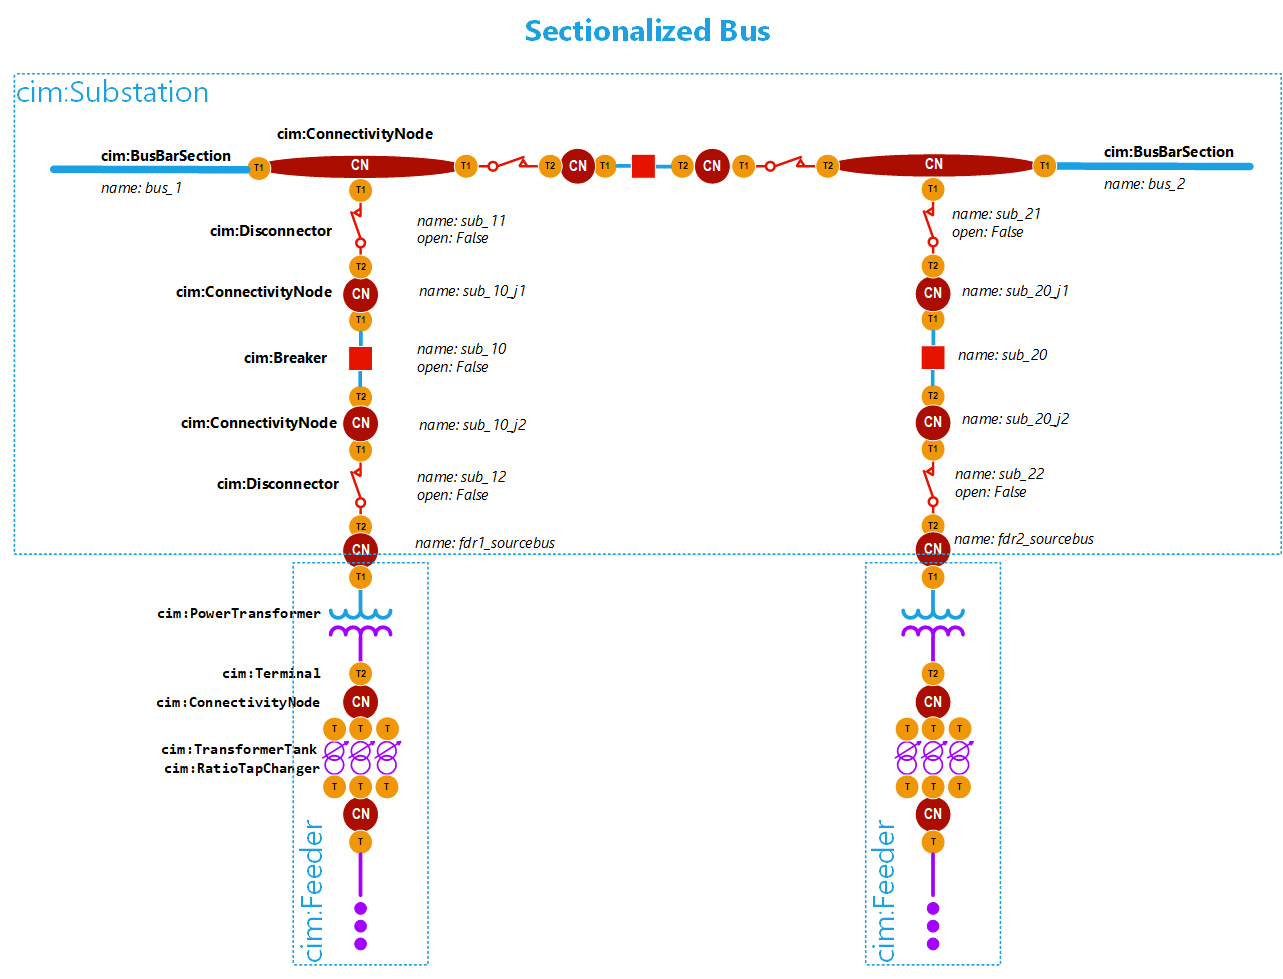 Sectionalized Bus
cim:Substation
cim:ConnectivityNode
cim:BusBarSection
name: bus_1
T1 CN T1 T2 CN T1 T2 CN T1 T2 CN T1
cim:BusBarSection
name: bus_2
T1
T1
cim:Disconnector
name: sub_11
open: False
name: sub_21
open: False
T2
T2
cim:ConnectivityNode
CN
name: sub_10_j1
CN
name: sub_20_j1
T1
T1
cim:Breaker
name: sub_10
open: False
name: sub_20
T2
T2
cim:ConnectivityNode
CN
name: sub_10_j2
CN
name: sub_20_j2
T1
T1
cim:Disconnector
name: sub_12
open: False
name: sub_22
open: False
T2
T2
CN
name: fdr1_sourcebus
CN
name: fdr2_sourcebus
T1
T1
cim:PowerTransformer
cim:Terminal
T2
T2
cim:ConnectivityNode
CN
CN
T T T
T T T
cim:TransformerTank
cim:RatioTapChanger
T T T
T T T
CN
CN
T
T
cim:Feeder
cim:Feeder